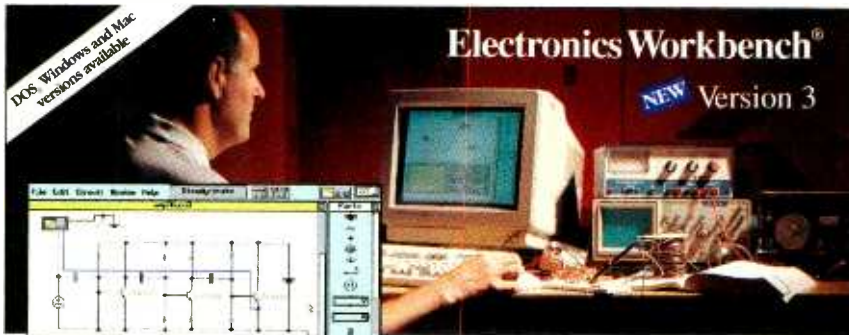 DOS, Windows and Mac
versions available
Electronics Workbench®
NEW Version 3
File Edit Circuit Window Help
Parts